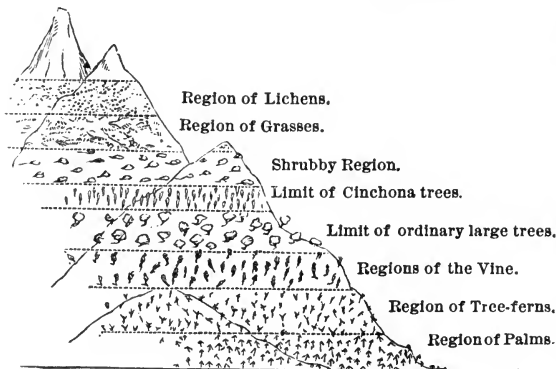 Region of Lichens.
Region of Grasses.
Shrubby Region.
Limit of Cinchona trees.
Limit of ordinary large trees.
Regions of the Vine.
Region of Tree-ferns.
Region of Palms.